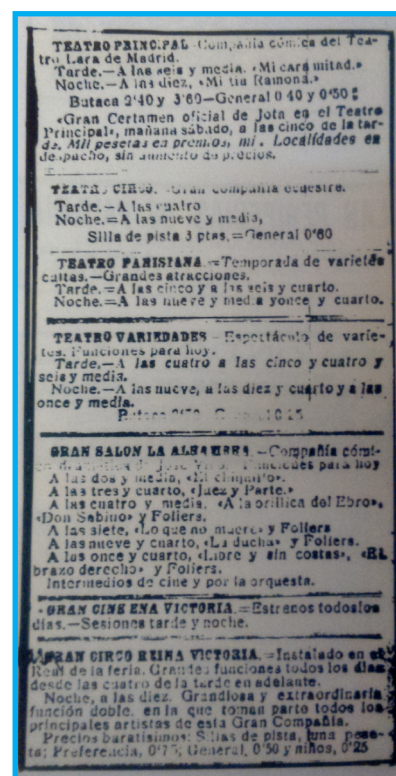 TEATRO PRINCIPAL Compañía cómica del Tea-
tro Lara de Madrid.
Tarde.—A las seis y media. «Mi cara mitad.»
Noche.—A las diez, «Mi tía Ramona.»
Butaca 2'40 y 3'60—General 0'40 y 0'50
«Gran Certamen oficial de Jota en el Teatro
Principal», mañana sábado, a las cinco de la tar-
de. Mil pesetas en premios, mi . Localidades en
despacho, sin aumento de precios.
TEATRO CIRCO. Gran compañía ecuestre.
Tarde.—A las cuatro
Noche.=A las nueve y media,
Silla de pista 3 ptas.=General 0'60
TEATRO PARISIANA.=Temporada de varietés
cultas.—Grandes atracciones.
Tarde.=A las cinco y a las seis y cuarto.
Noche.=A las nueve y media y once y cuarto.
TEATRO VARIEDADES—Espectáculo de varie-
tés. Funciones para hoy.
Tarde.—A las cuatro a las cinco y cuatro y
seis y media.
Noche.—A las nueve, a las diez y cuarto y a las
once y media.
Butaca
GRAN SALON LA ALHAMBRA.—Compañía cómi-
Funciones para hoy
A las dos y media, «El chiquillo».
A las tres y cuarto, «Juez y Parte.»
A las cuatro y media, «A la orillica del Ebro»,
«Don Sabino» y Foliers.
A las siete, «Lo que no muere» y Foliers
A las nueve y cuarto, «La ducha» y Foliers.
A las once y cuarto, «Libre y sin costas», «El
brazo derecho» y Foliers.
Intermedios de cine y por la orquesta.
GRAN CINE ENA VICTORIA.=Estrenos todos los
días.—Sesiones tarde y noche.
GRAN CIRCO REINA VICTORIA.=Instalado en el
Real de la feria. Grandes funciones todos los días
desde las cuatro de la tarde en adelante.
Noche, a las diez. Grandiosa y extraordinaria
función doble, en la que toman parte todos los
principales artistas de esta Gran Compañía.
Precios baratísimos: Sillas de pista, una pese-
ta; Preferencia, 0'75; General, 0'50 y niños, 0'25